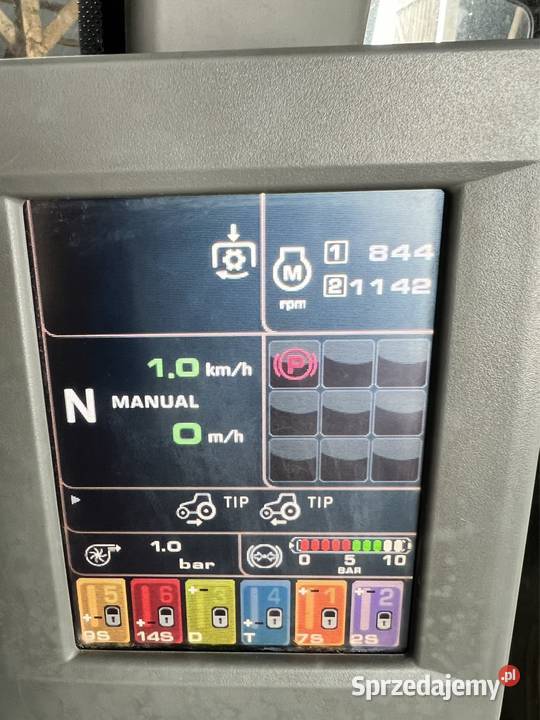 1 844
M 2 1142
rpm
P
1.0 km/h
N MANUAL
0 m/h
TIP TIP
1.0
bar
0 5 10
BAR
5 6 3 4 1 2
9S 14S D T 7S 2S
Sprzedajemy.pl